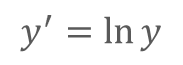 y′ = ln y